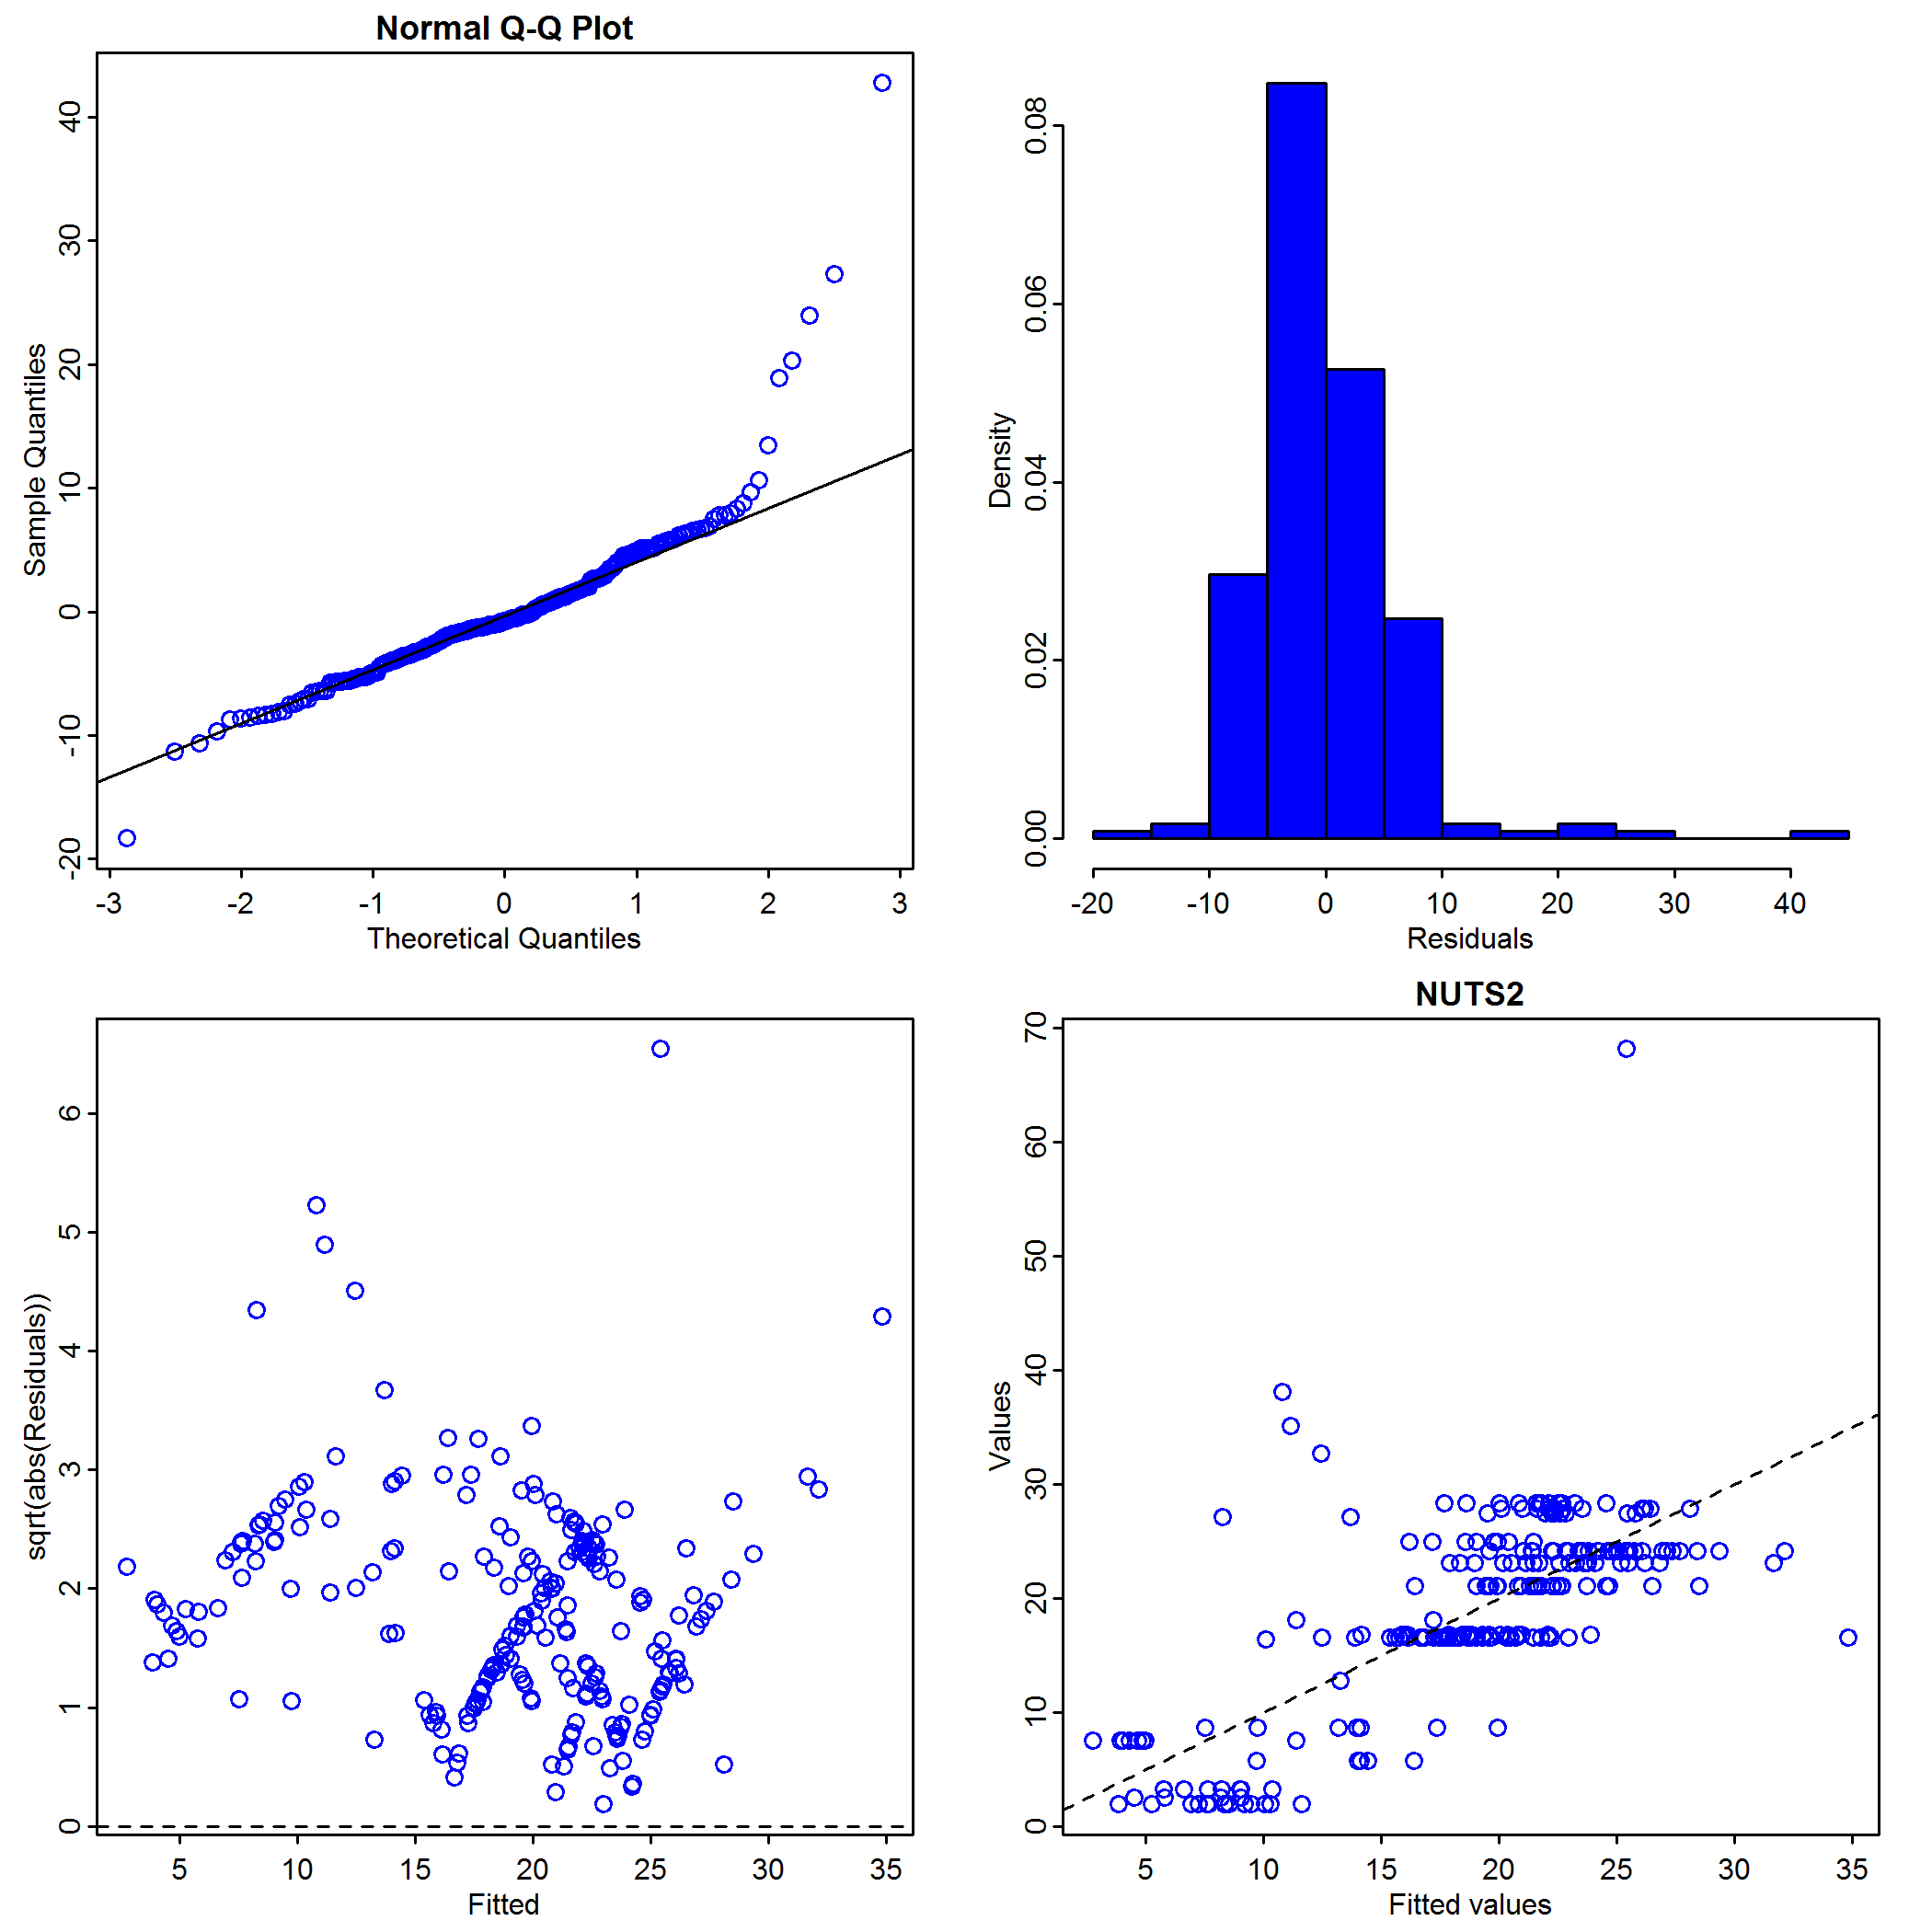 Normal Q-Q Plot
Sample Quantiles
-20 -10 0 10 20 30 40
-3 -2 -1 0 1 2 3
Theoretical Quantiles
Density
0.00 0.02 0.04 0.06 0.08
-20 -10 0 10 20 30 40
Residuals
sqrt(abs(Residuals))
0 1 2 3 4 5 6
5 10 15 20 25 30 35
Fitted
NUTS2
Values
0 10 20 30 40 50 60 70
5 10 15 20 25 30 35
Fitted values